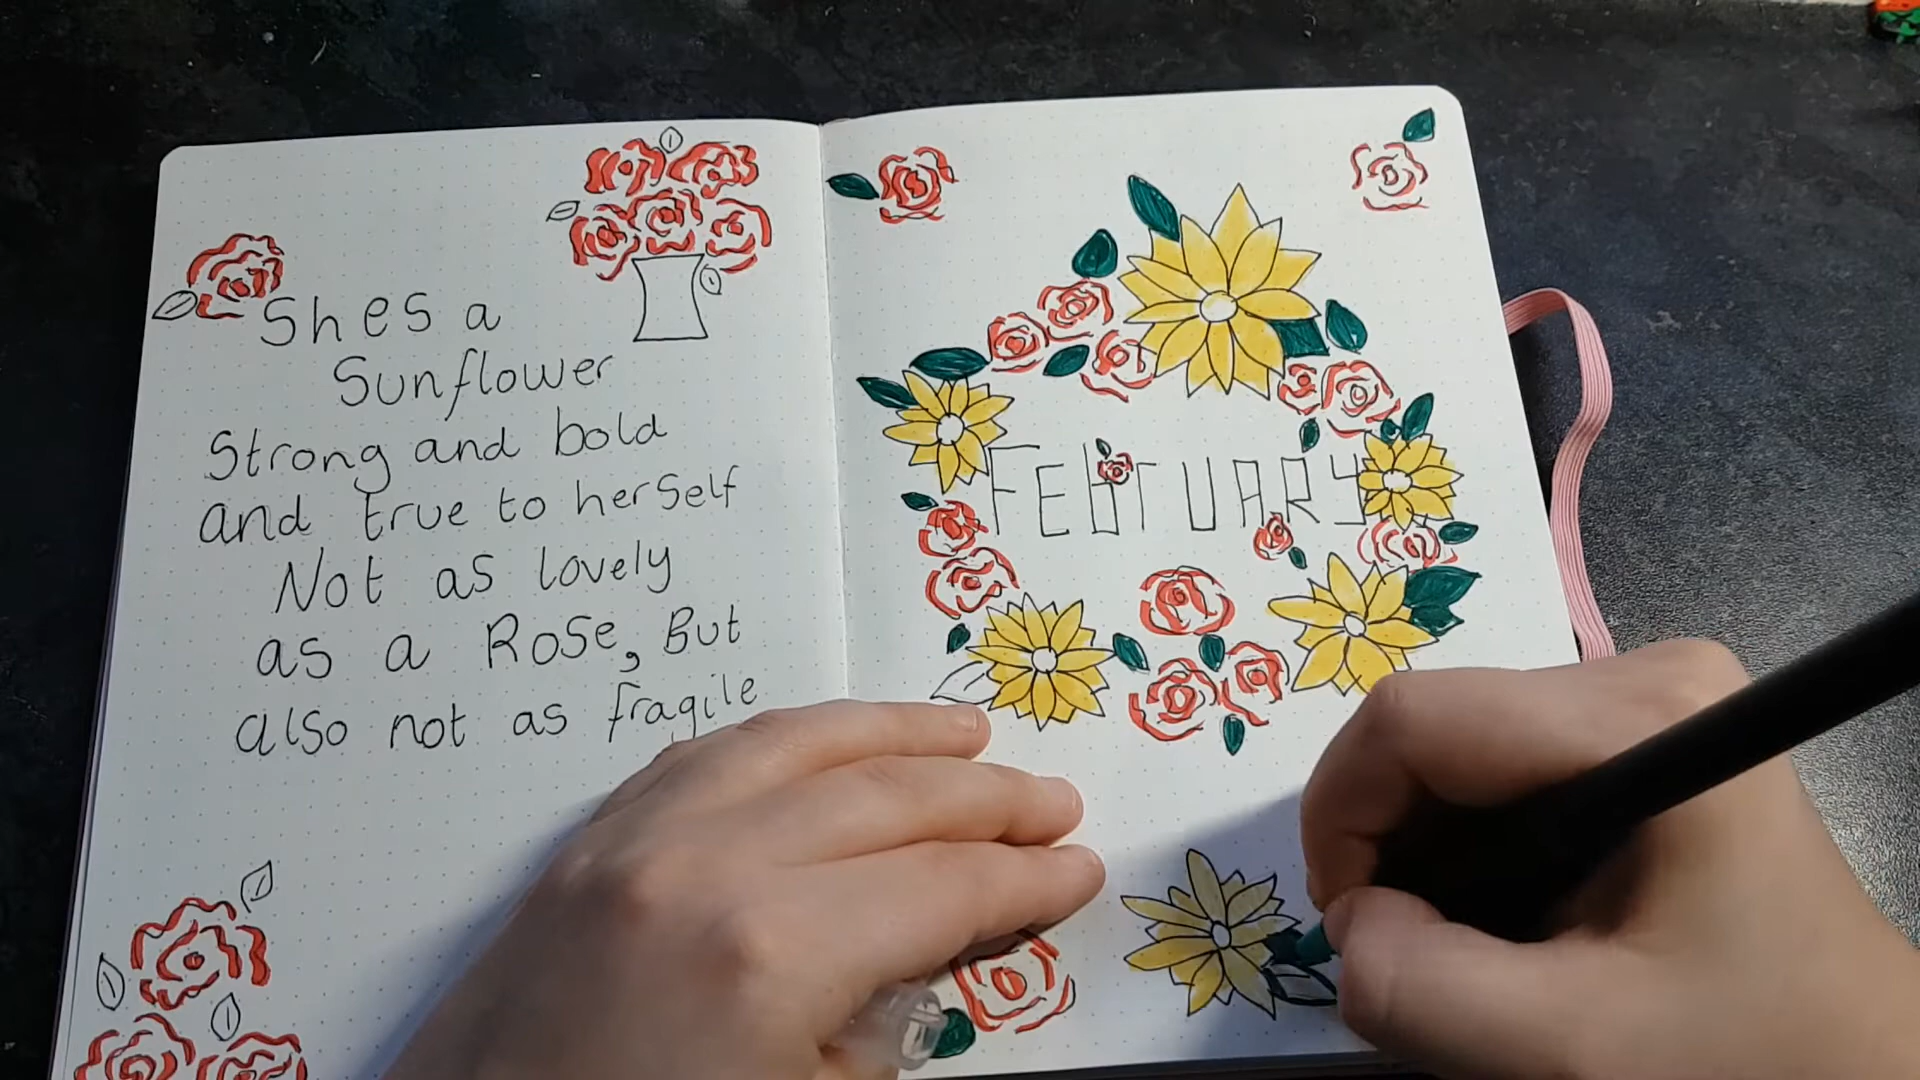 Shes a
Sunflower
Strong and bold
and true to herself
Not as lovely
as a Rose, But
also not as fragile
FEbrUARY